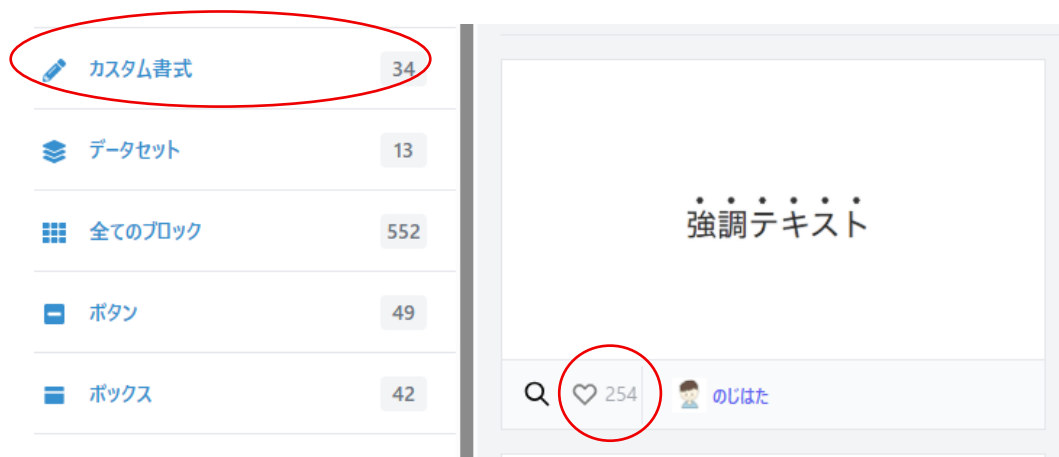 カスタム書式 34
データセット 13
全てのブロック 552
ボタン 49
ボックス 42
強調テキスト
254 のじはた